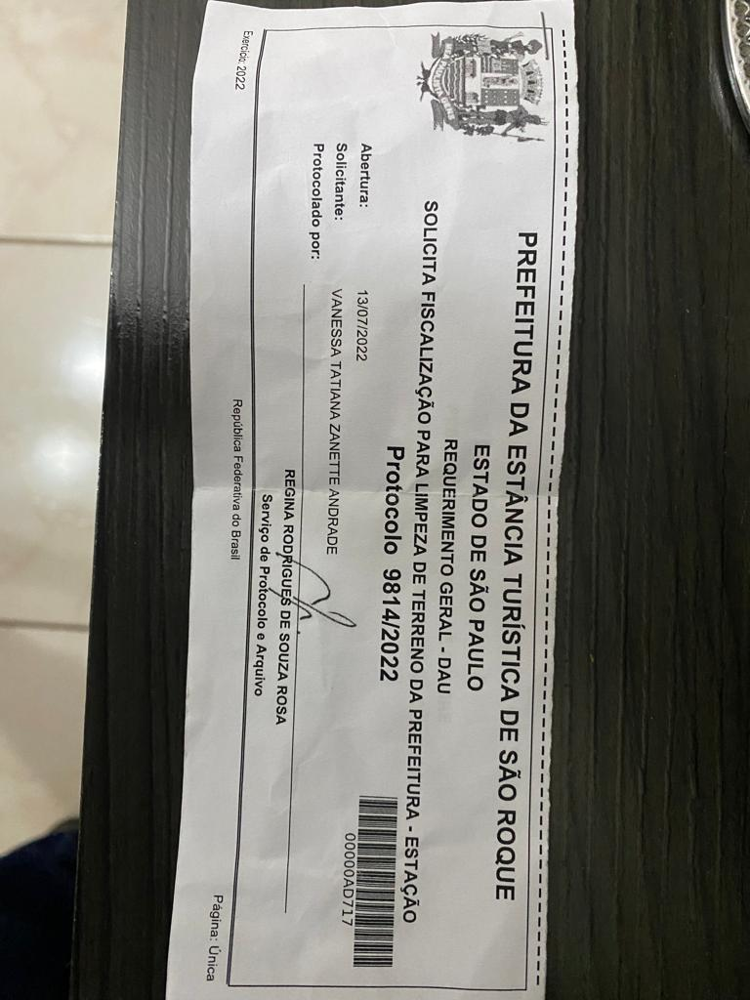 PREFEITURA DA ESTÂNCIA TURÍSTICA DE SÃO ROQUE
ESTADO DE SÃO PAULO
REQUERIMENTO GERAL - DAU
SOLICITA FISCALIZAÇÃO PARA LIMPEZA DE TERRENO DA PREFEITURA - ESTAÇÃO
Protocolo 9814/2022
Abertura: 13/07/2022
00000AD717
Solicitante: VANESSA TATIANA ZANETTE ANDRADE
Protocolado por:
REGINA RODRIGUES DE SOUZA ROSA
Serviço de Protocolo e Arquivo
Exercício: 2022 República Federativa do Brasil Página: Única